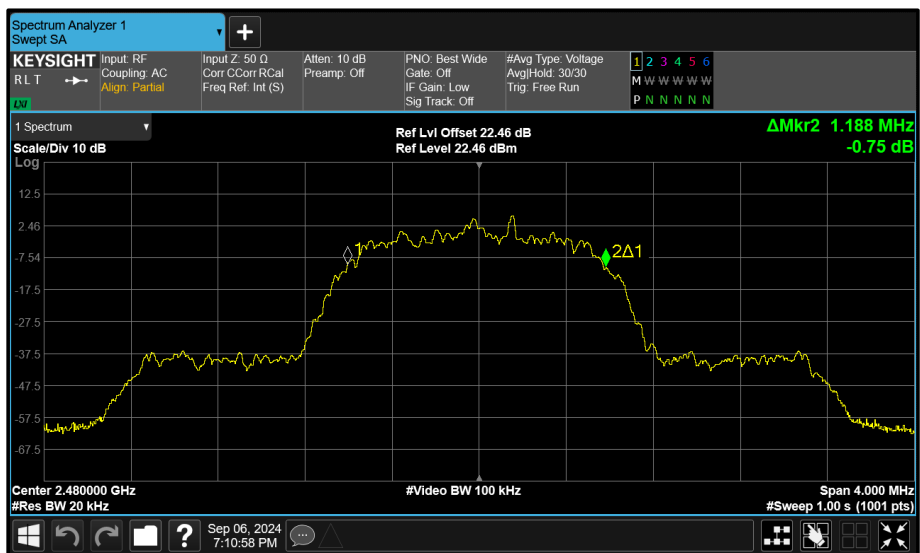 Spectrum Analyzer 1
Swept SA
+
KEYSIGHT
R L T
LXI
Input: RF
Coupling: AC
Align: Partial
Input Z: 50 Ω
Corr CCorr RCal
Freq Ref: Int (S)
Atten: 10 dB
Preamp: Off
PNO: Best Wide
Gate: Off
IF Gain: Low
Sig Track: Off
#Avg Type: Voltage
Avg|Hold: 30/30
Trig: Free Run
1 2 3 4 5 6
M W W W W W
P N N N N N
1 Spectrum
Scale/Div 10 dB
Log
Ref Lvl Offset 22.46 dB
Ref Level 22.46 dBm
ΔMkr2 1.188 MHz
-0.75 dB
12.5
2.46
-7.54
-17.5
-27.5
-37.5
-47.5
-57.5
-67.5
1
2Δ1
Center 2.480000 GHz
#Res BW 20 kHz
#Video BW 100 kHz
Span 4.000 MHz
#Sweep 1.00 s (1001 pts)
?
Sep 06, 2024
7:10:58 PM